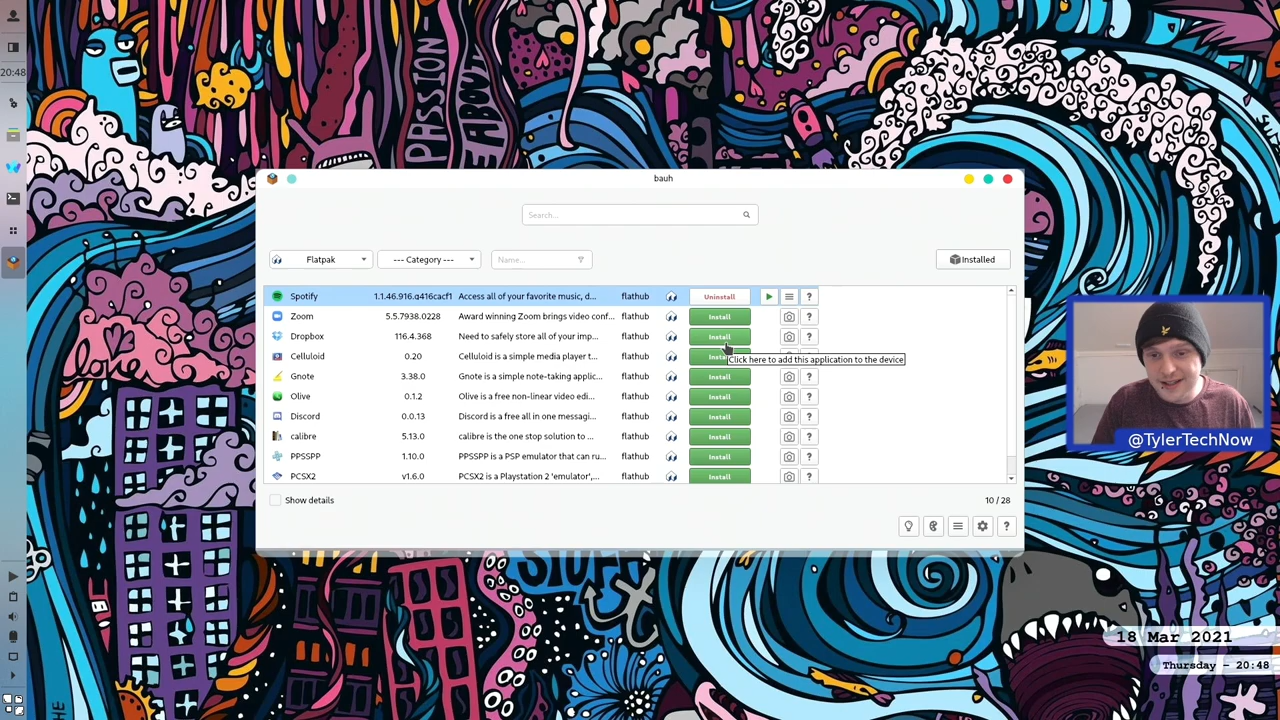 20:48
PASSION-
bauh
Search...
Flatpak
--- Category ---
Name...
Installed
Spotify 1.1.46.916.g416cacf1 Access all of your favorite music, d... flathub Uninstall ?
Zoom 5.5.7938.0228 Award winning Zoom brings video conf... flathub Install ?
Dropbox 116.4.368 Need to safely store all of your imp... flathub Install ?
Celluloid 0.20 Celluloid is a simple media player t... flathub
Click here to add this application to the device
Gnote 3.38.0 Gnote is a simple note-taking applic... flathub Install ?
Olive 0.1.2 Olive is a free non-linear video edi... flathub Install ?
Discord 0.0.13 Discord is a free all in one messagi... flathub Install ?
calibre 5.13.0 calibre is the one stop solution to ... flathub Install ?
PPSSPP 1.10.0 PPSSPP is a PSP emulator that can ru... flathub Install ?
PCSX2 v1.6.0 PCSX2 is a Playstation 2 'emulator',... flathub Install ?
Show details
10 / 28
?
@TylerTechNow
STUFF
18 Mar 2021
Thursday - 20:48
THE